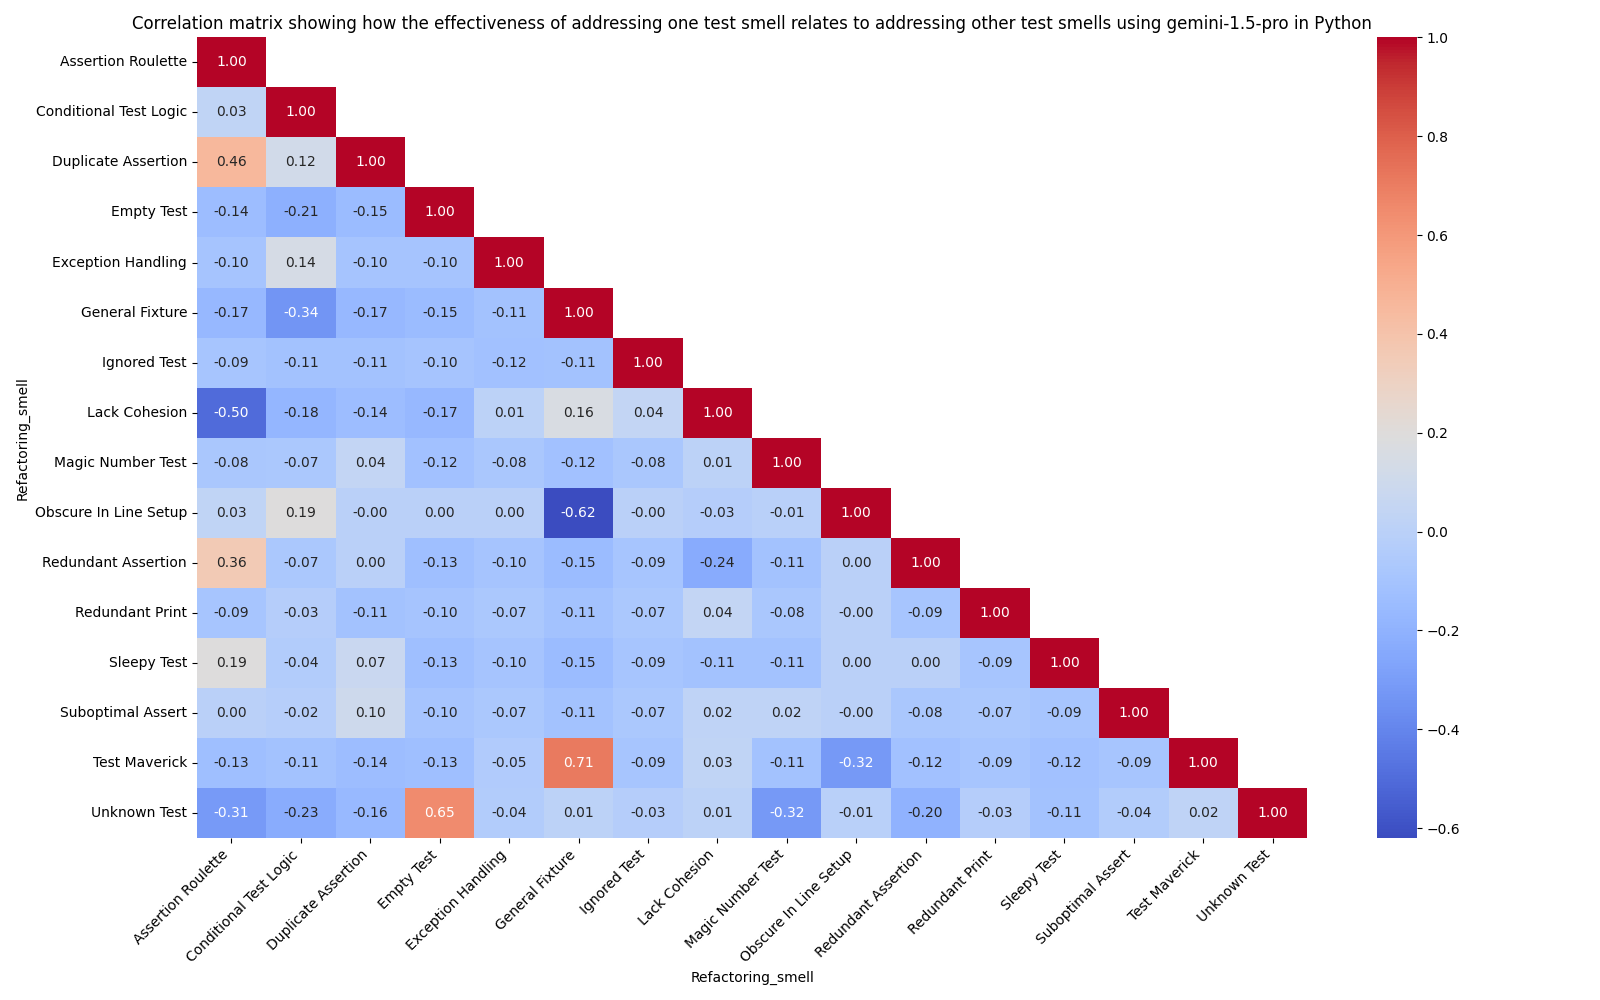 Correlation matrix showing how the effectiveness of addressing one test smell relates to addressing other test smells using gemini-1.5-pro in Python
Refactoring_smell
Assertion Roulette 1.00
Conditional Test Logic 0.03 1.00
Duplicate Assertion 0.46 0.12 1.00
Empty Test -0.14 -0.21 -0.15 1.00
Exception Handling -0.10 0.14 -0.10 -0.10 1.00
General Fixture -0.17 -0.34 -0.17 -0.15 -0.11 1.00
Ignored Test -0.09 -0.11 -0.11 -0.10 -0.12 -0.11 1.00
Lack Cohesion -0.50 -0.18 -0.14 -0.17 0.01 0.16 0.04 1.00
Magic Number Test -0.08 -0.07 0.04 -0.12 -0.08 -0.12 -0.08 0.01 1.00
Obscure In Line Setup 0.03 0.19 -0.00 0.00 0.00 -0.62 -0.00 -0.03 -0.01 1.00
Redundant Assertion 0.36 -0.07 0.00 -0.13 -0.10 -0.15 -0.09 -0.24 -0.11 0.00 1.00
Redundant Print -0.09 -0.03 -0.11 -0.10 -0.07 -0.11 -0.07 0.04 -0.08 -0.00 -0.09 1.00
Sleepy Test 0.19 -0.04 0.07 -0.13 -0.10 -0.15 -0.09 -0.11 -0.11 0.00 0.00 -0.09 1.00
Suboptimal Assert 0.00 -0.02 0.10 -0.10 -0.07 -0.11 -0.07 0.02 0.02 -0.00 -0.08 -0.07 -0.09 1.00
Test Maverick -0.13 -0.11 -0.14 -0.13 -0.05 0.71 -0.09 0.03 -0.11 -0.32 -0.12 -0.09 -0.12 -0.09 1.00
Unknown Test -0.31 -0.23 -0.16 0.65 -0.04 0.01 -0.03 0.01 -0.32 -0.01 -0.20 -0.03 -0.11 -0.04 0.02 1.00
Assertion Roulette
Conditional Test Logic
Duplicate Assertion
Empty Test
Exception Handling
General Fixture
Ignored Test
Lack Cohesion
Magic Number Test
Obscure In Line Setup
Redundant Assertion
Redundant Print
Sleepy Test
Suboptimal Assert
Test Maverick
Unknown Test
Refactoring_smell
1.0
0.8
0.6
0.4
0.2
0.0
−0.2
−0.4
−0.6